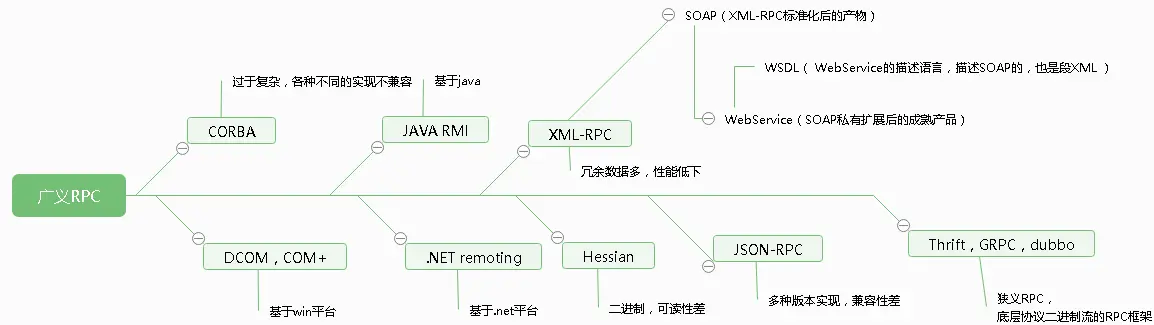 SOAP（XML-RPC标准化后的产物）
WSDL（ WebService的描述语言，描述SOAP的，也是段XML ）
过于复杂，各种不同的实现不兼容
基于java
WebService（SOAP私有扩展后的成熟产品）
CORBA
JAVA RMI
XML-RPC
冗余数据多，性能低下
广义RPC
DCOM，COM+
.NET remoting
Hessian
JSON-RPC
Thrift，GRPC，dubbo
基于win平台
基于.net平台
二进制，可读性差
多种版本实现，兼容性差
独义RPC，
底层协议二进制流的RPC框架